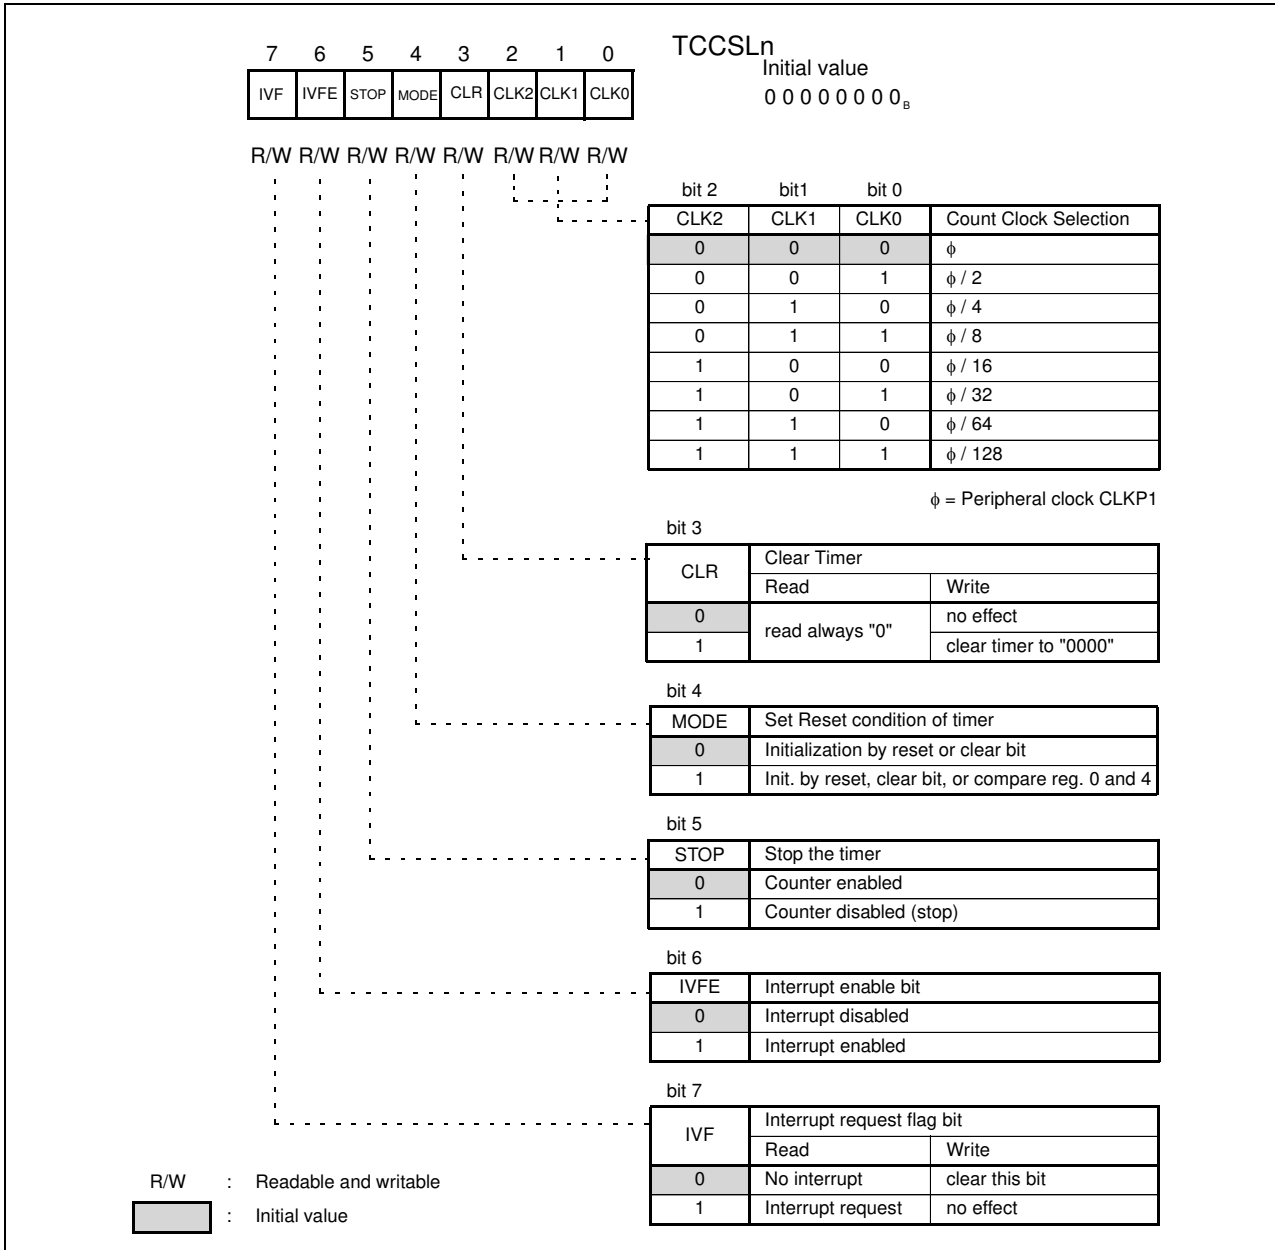 TCCSLn
7 6 5 4 3 2 1 0
Initial value
IVF IVFE STOP MODE CLR CLK2 CLK1 CLK0
0 0 0 0 0 0 0 0 B
R/W R/W R/W R/W R/W R/W R/W R/W
bit 2 bit1 bit 0
CLK2 CLK1 CLK0 Count Clock Selection
0 0 0 ϕ
0 0 1 ϕ / 2
0 1 0 ϕ / 4
0 1 1 ϕ / 8
1 0 0 ϕ / 16
1 0 1 ϕ / 32
1 1 0 ϕ / 64
1 1 1 ϕ / 128
ϕ = Peripheral clock CLKP1
bit 3
CLR Clear Timer
Read Write
0 read always "0" no effect
1 clear timer to "0000"
bit 4
MODE Set Reset condition of timer
0 Initialization by reset or clear bit
1 Init. by reset, clear bit, or compare reg. 0 and 4
bit 5
STOP Stop the timer
0 Counter enabled
1 Counter disabled (stop)
bit 6
IVFE Interrupt enable bit
0 Interrupt disabled
1 Interrupt enabled
bit 7
IVF Interrupt request flag bit
Read Write
0 No interrupt clear this bit
1 Interrupt request no effect
R/W : Readable and writable
: Initial value